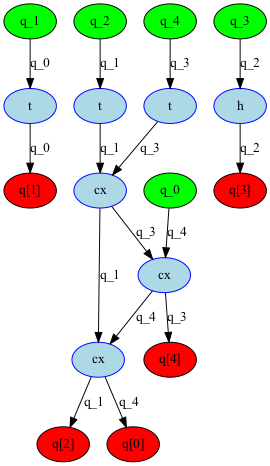 q_1 q_2 q_4 q_3
q_0 q_1 q_3 q_2
t t t h
q_0 q_1 q_3 q_2
q[1] cx q_0 q[3]
q_3 q_4
q_1 cx
q_4 q_3
cx q[4]
q_1 q_4
q[2] q[0]